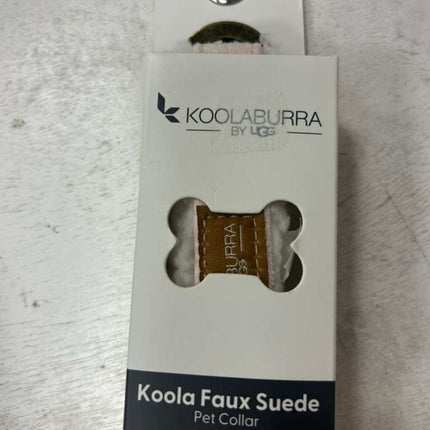 KOOLABURRA
BY UGG
BURRA
UGG
Koola Faux Suede
Pet Collar